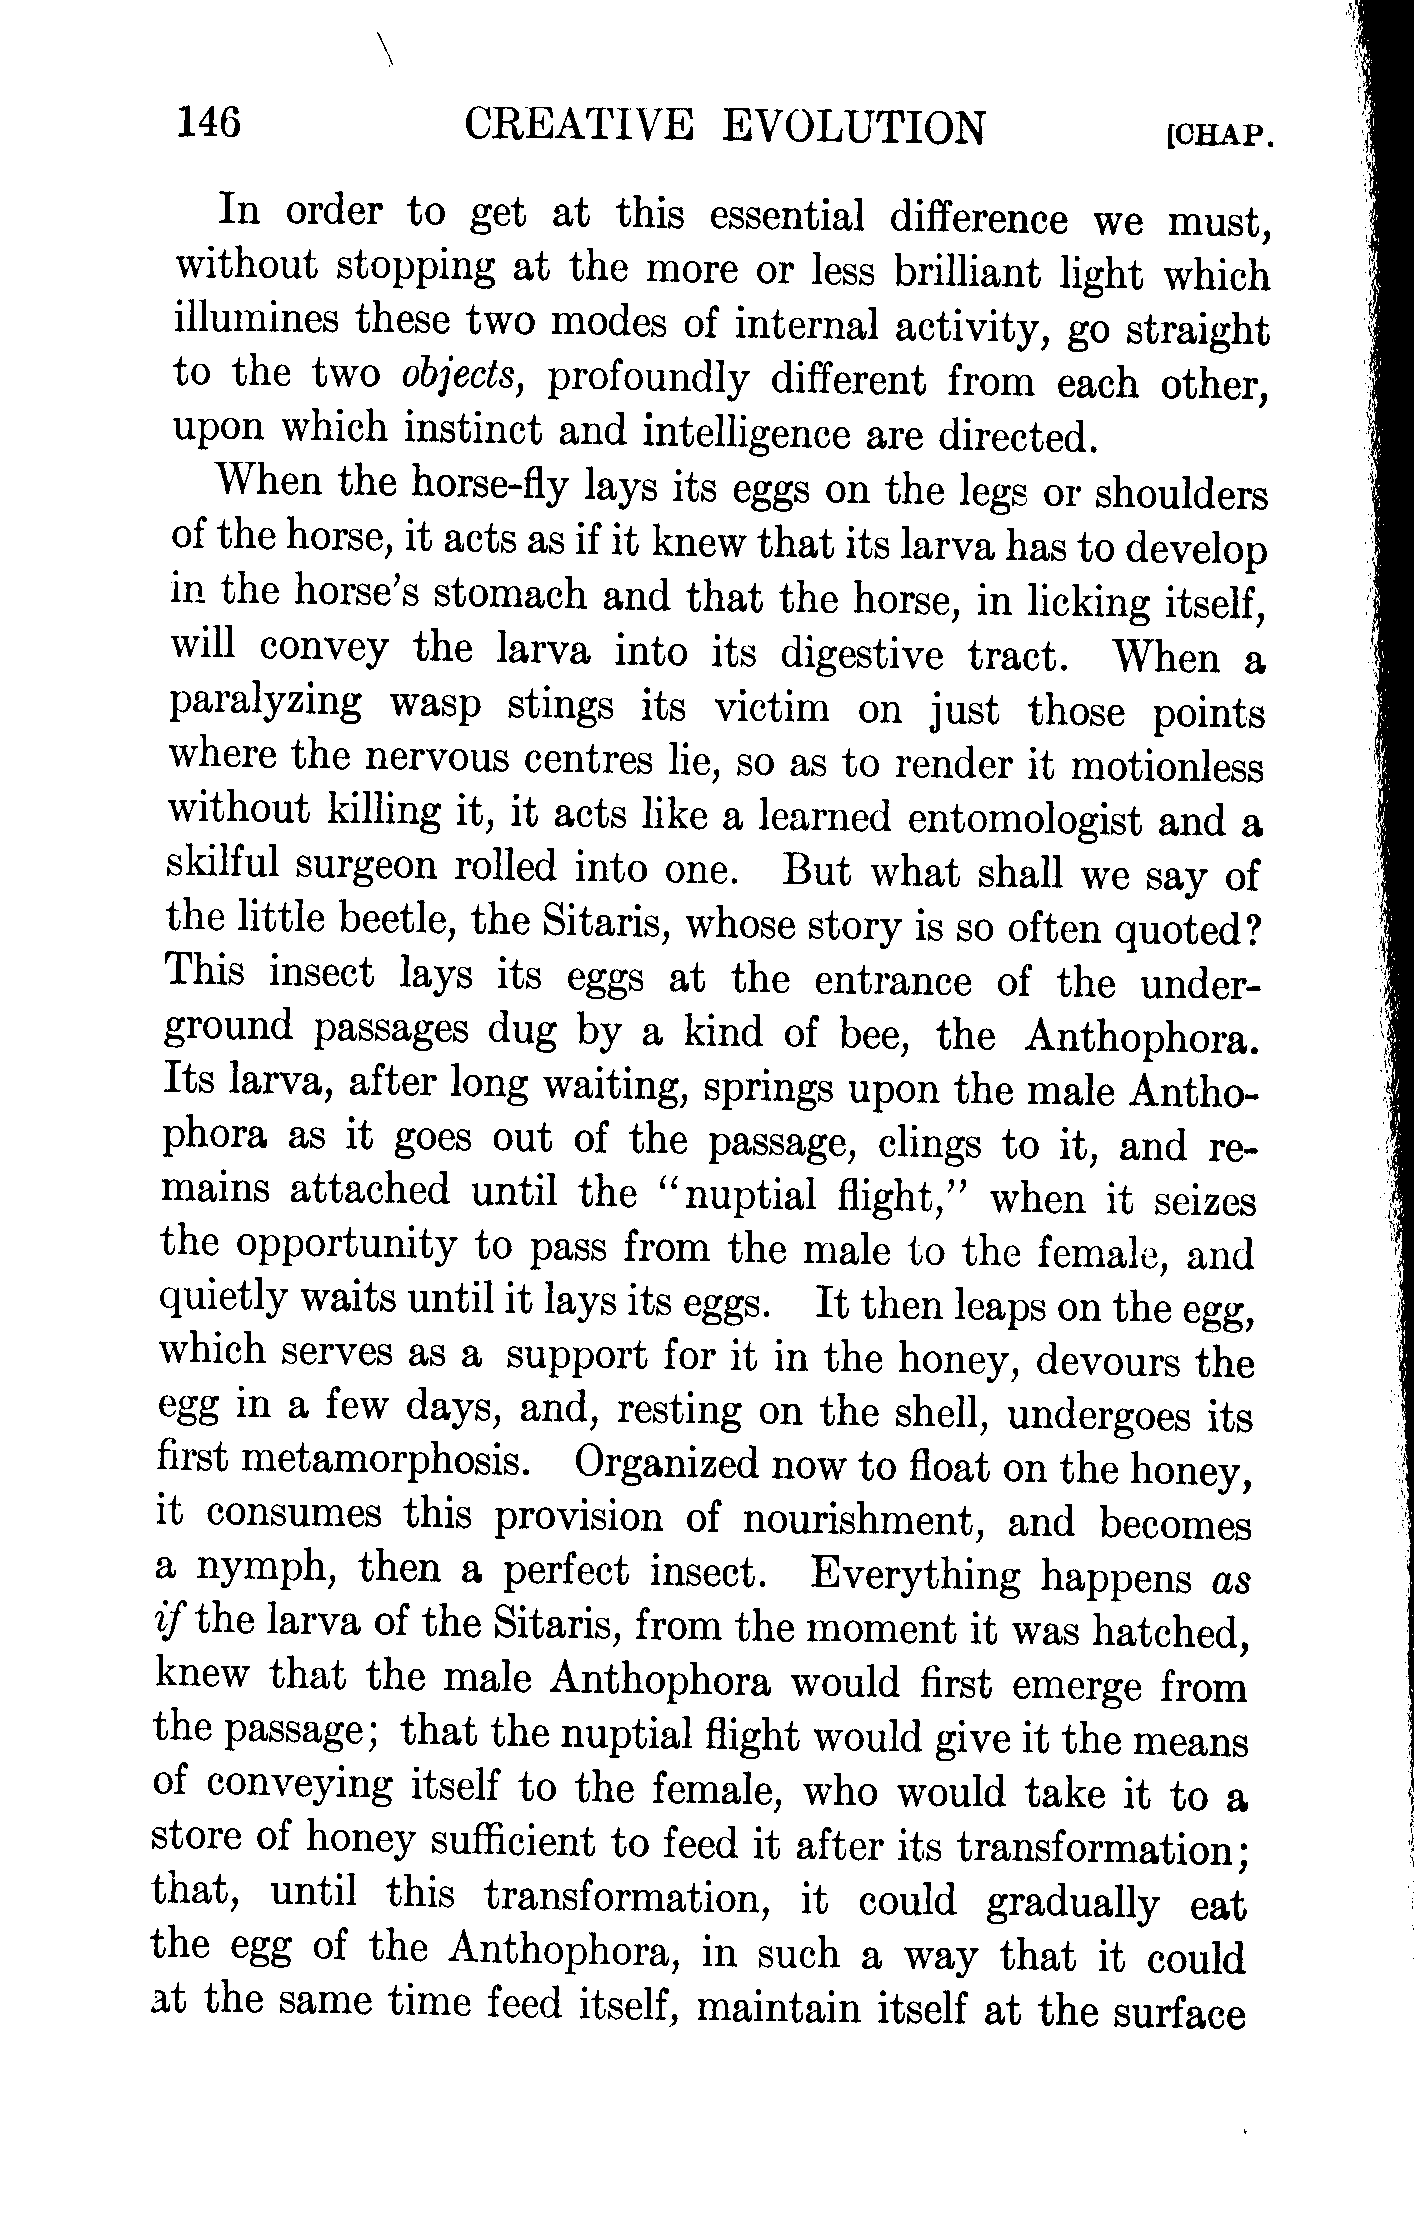 146 CREATIVE EVOLUTION [CHAP.
In order to get at this essential difference we must,
without stopping at the more or less brilliant light which
illumines these two modes of internal activity, go straight
to the two objects, profoundly different from each other,
upon which instinct and intelligence are directed.
When the horse-fly lays its eggs on the legs or shoulders
of the horse, it acts as if it knew that its larva has to develop
in the horse's stomach and that the horse, in licking itself,
will convey the larva into its digestive tract. When a
paralyzing wasp stings its victim on just those points
where the nervous centres lie, so as to render it motionless
without killing it, it acts like a learned entomologist and a
skilful surgeon rolled into one. But what shall we say of
the little beetle, the Sitaris, whose story is so often quoted?
This insect lays its eggs at the entrance of the under-
ground passages dug by a kind of bee, the Anthophora.
Its larva, after long waiting, springs upon the male Antho-
phora as it goes out of the passage, clings to it, and re-
mains attached until the "nuptial flight," when it seizes
the opportunity to pass from the male to the female, and
quietly waits until it lays its eggs. It then leaps on the egg,
which serves as a support for it in the honey, devours the
egg in a few days, and, resting on the shell, undergoes its
first metamorphosis. Organized now to float on the honey,
it consumes this provision of nourishment, and becomes
a nymph, then a perfect insect. Everything happens as
if the larva of the Sitaris, from the moment it was hatched,
knew that the male Anthophora would first emerge from
the passage; that the nuptial flight would give it the means
of conveying itself to the female, who would take it to a
store of honey sufficient to feed it after its transformation;
that, until this transformation, it could gradually eat
the egg of the Anthophora, in such a way that it could
at the same time feed itself, maintain itself at the surface